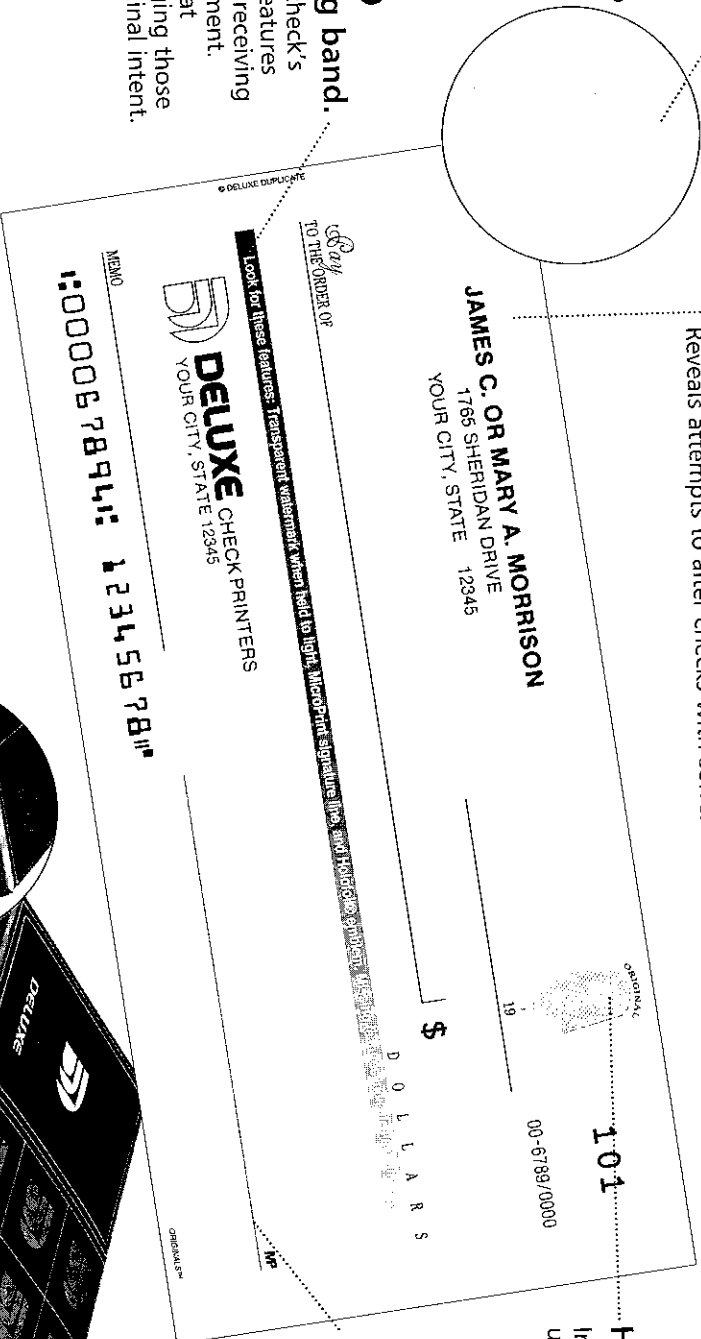 Reveals attempts to alter checks with
g band.
heck's
eatures
receiving
ment.
at
ing those
inal intent.
JAMES C. OR MARY A. MORRISON
1765 SHERIDAN DRIVE
YOUR CITY, STATE 12345
ORIGINAL
101
00-6789/0000
19
Pay
TO THE ORDER OF
$
DOLLARS
Look for these features: Transparent watermark when held to light, MicroPrint signature line, and Holofoile emblem.
© DELUXE DUPLICATE
DELUXE CHECK PRINTERS
YOUR CITY, STATE 12345
MEMO
MP
⑆000067894⑆ 12345678⑈
ORIGINALS™
DELUXE